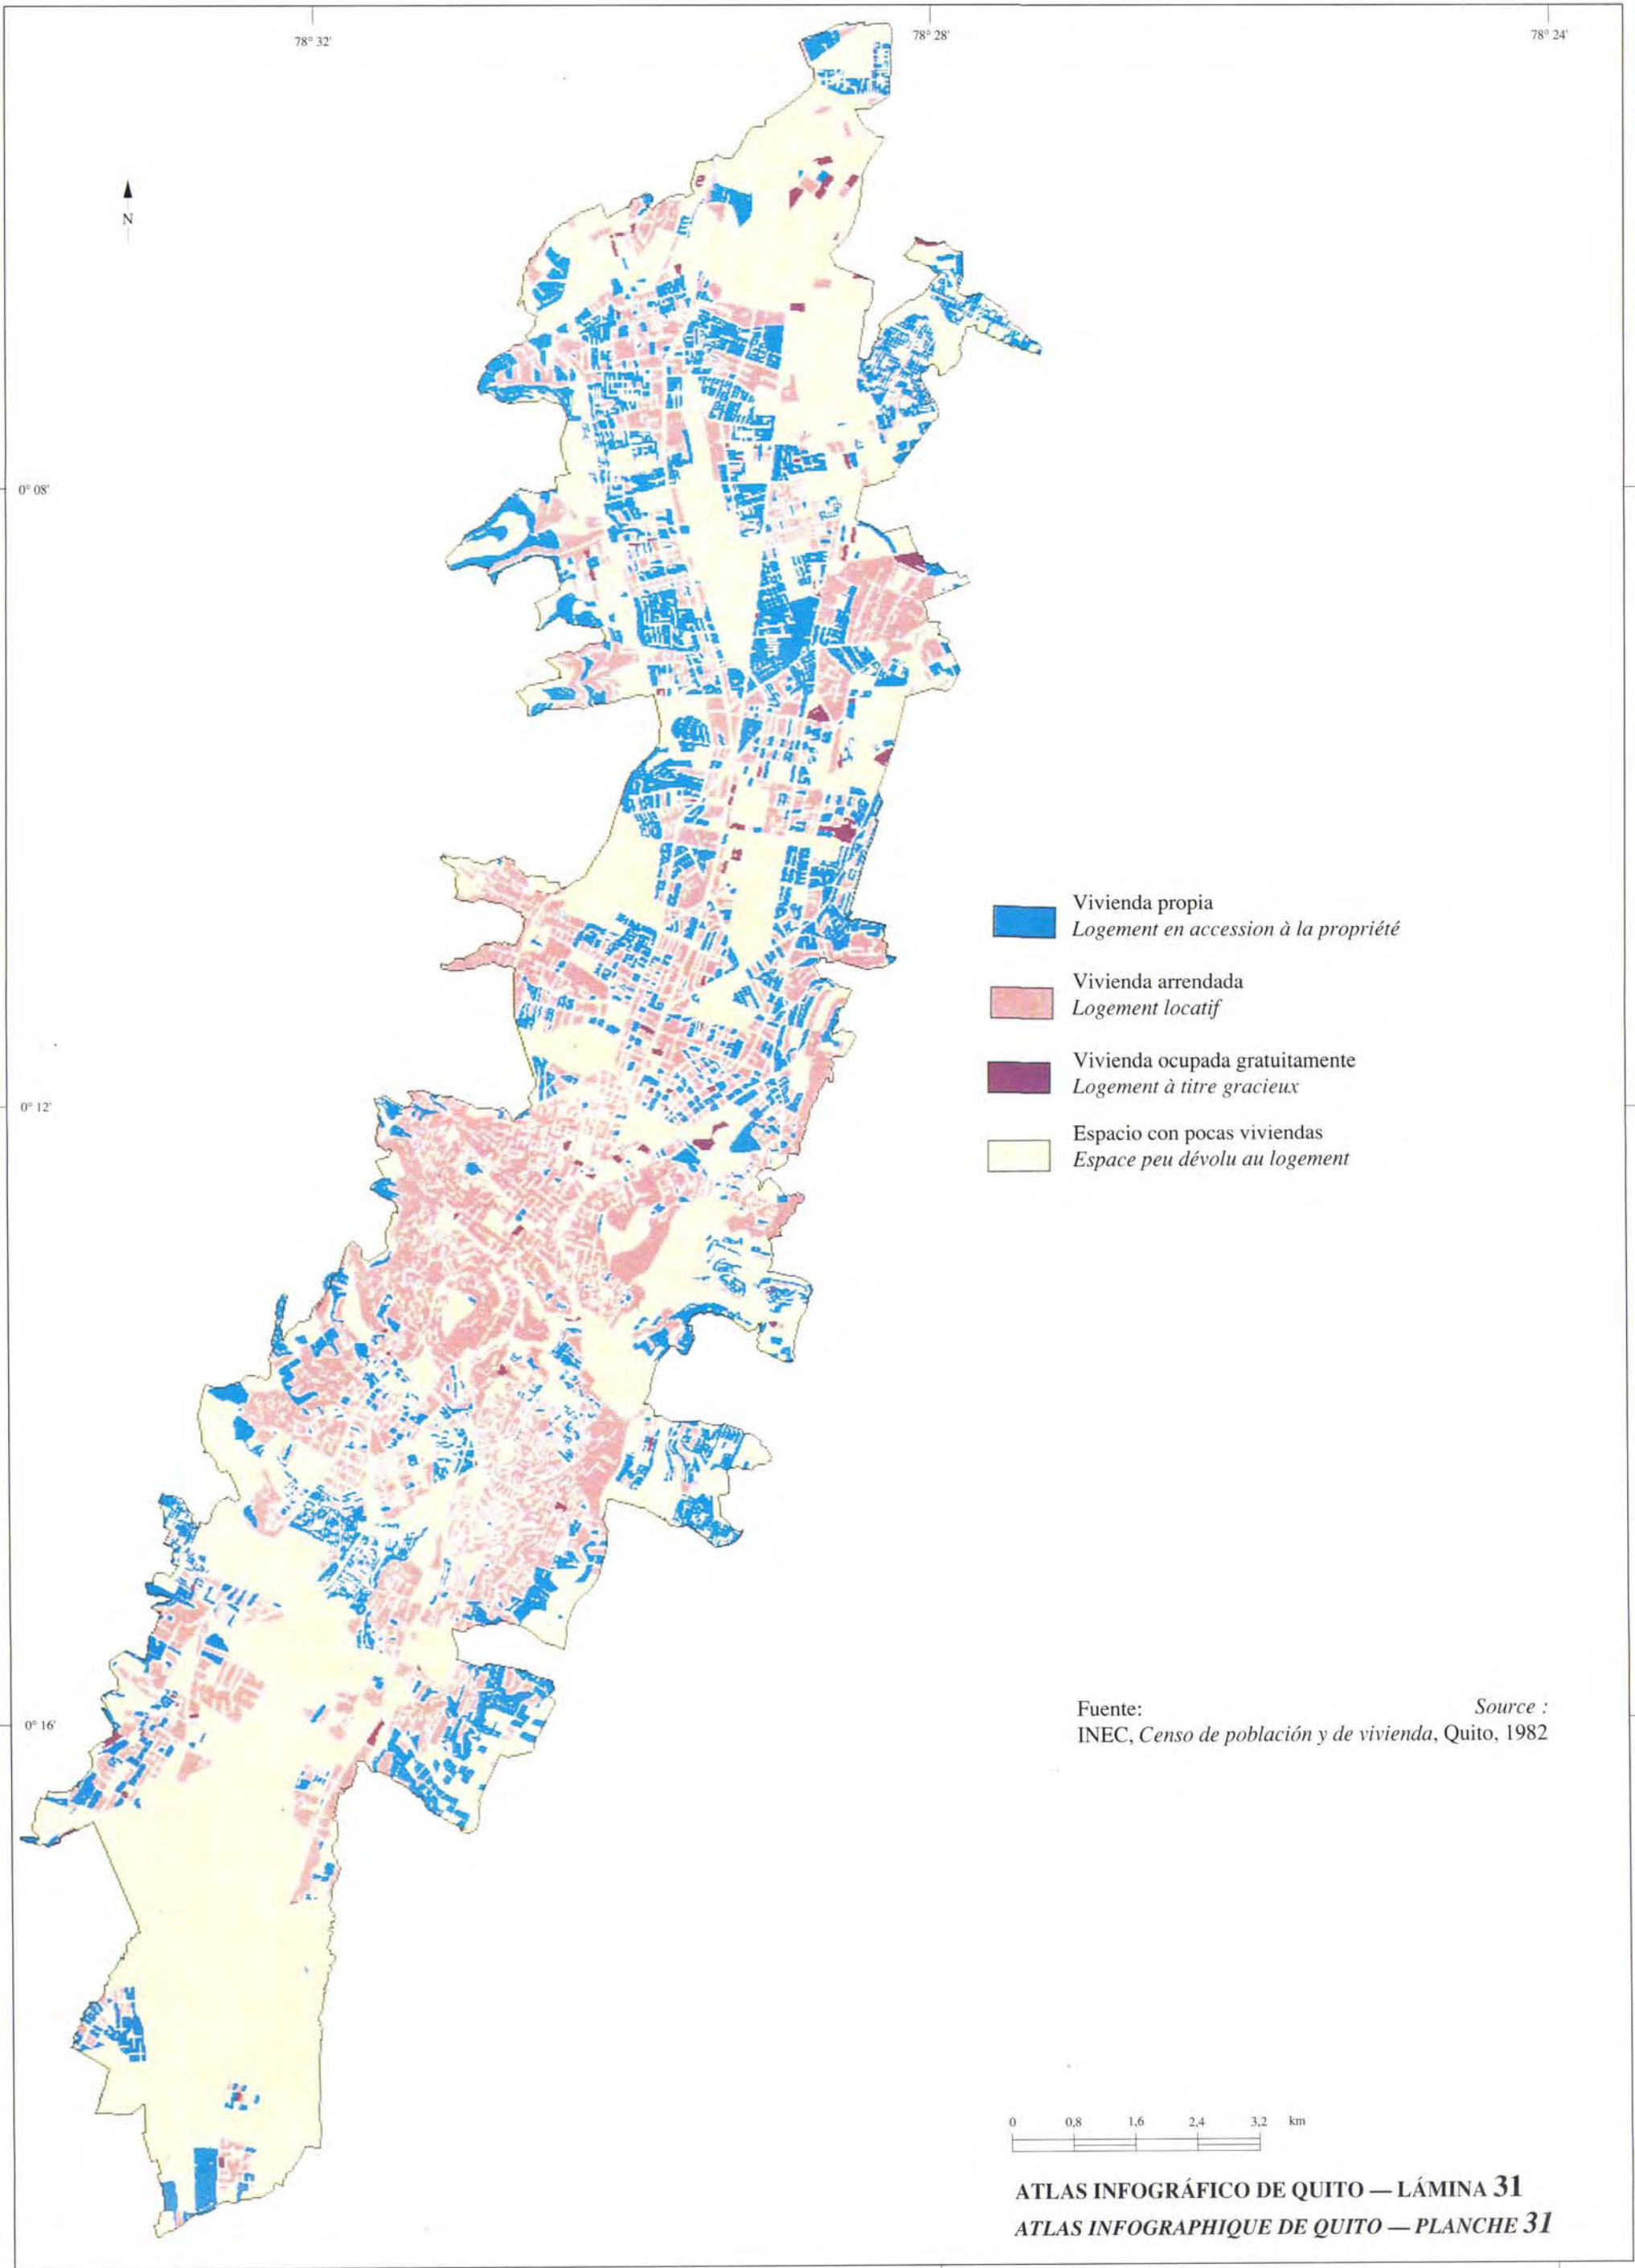 78° 32'
78° 28'
78° 24'
N
0° 08'
Vivienda propia
Logement en accession à la propriété
Vivienda arrendada
Logement locatif
Vivienda ocupada gratuitamente
Logement à titre gracieux
0° 12'
Espacio con pocas viviendas
Espace peu dévolu au logement
Fuente: Source :
INEC, Censo de población y de vivienda, Quito, 1982
0° 16'
0 0,8 1,6 2,4 3,2 km
ATLAS INFOGRÁFICO DE QUITO — LÁMINA 31
ATLAS INFOGRAPHIQUE DE QUITO — PLANCHE 31